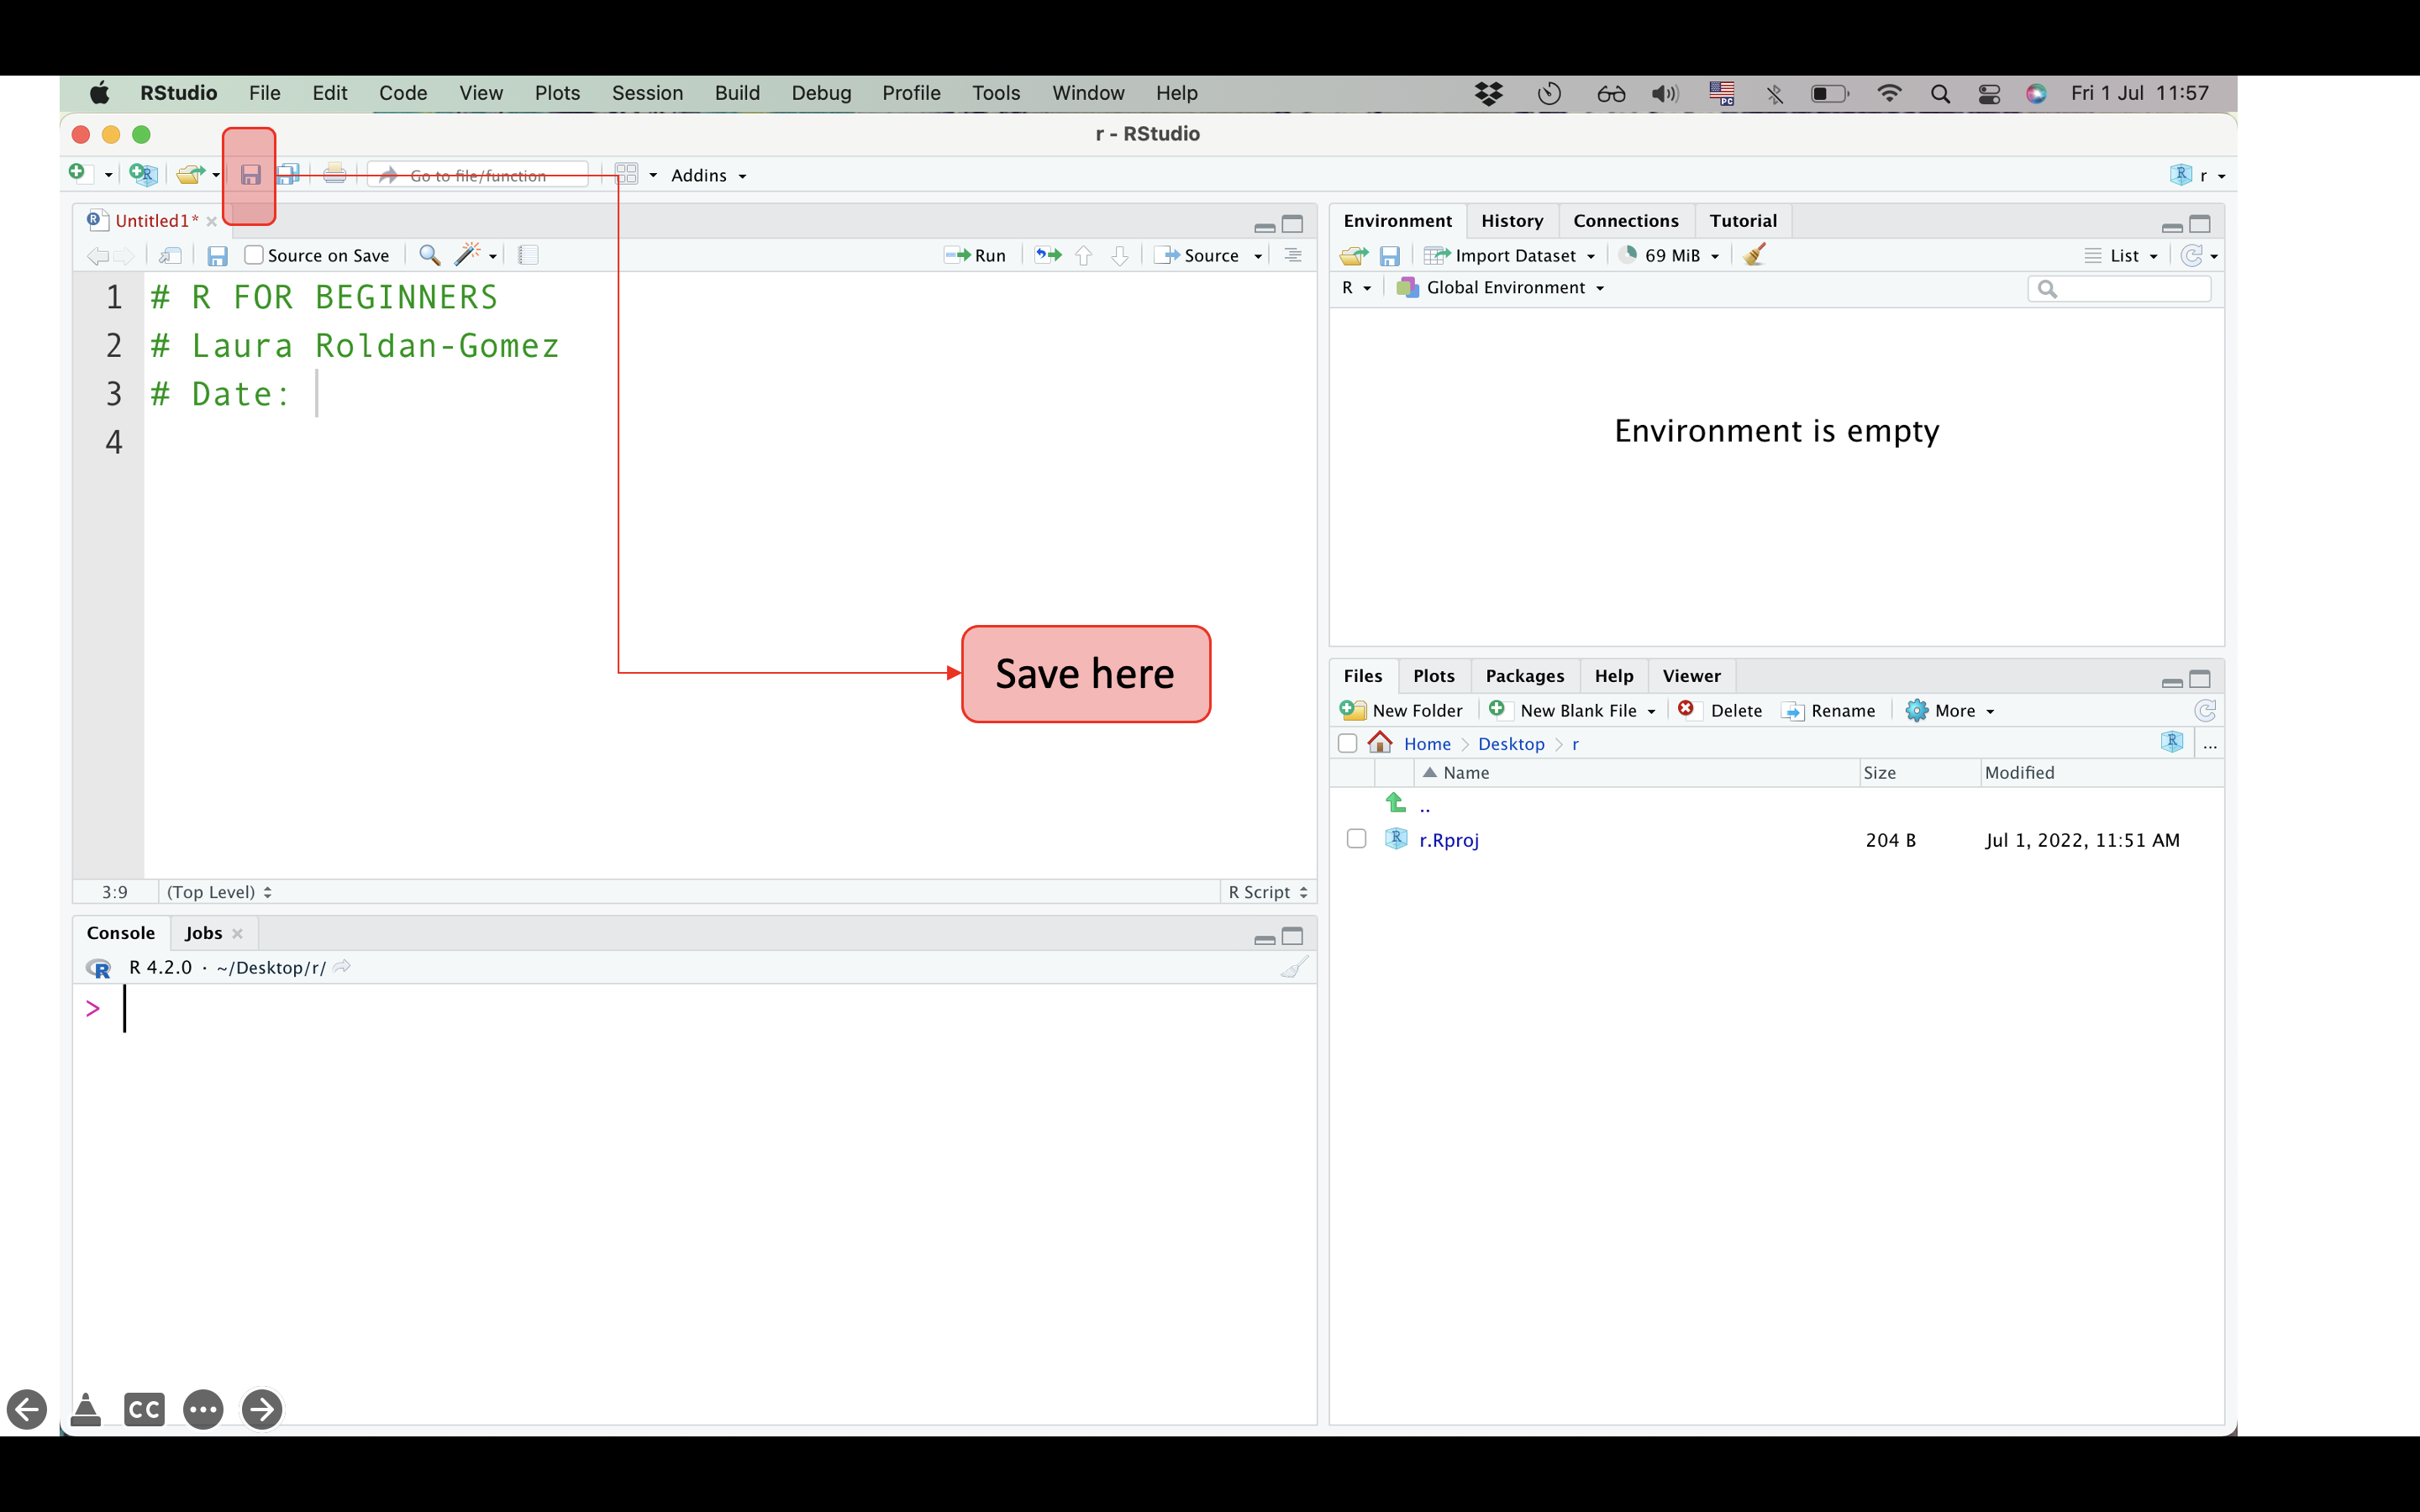 RStudio File Edit Code View Plots Session Build Debug Profile Tools Window Help PC Fri 1 Jul 11:57
r - RStudio
Go to file/function Addins r
Untitled1*
Source on Save Run Source
1 # R FOR BEGINNERS
2 # Laura Roldan-Gomez
3 # Date:
4
Save here
3:9 (Top Level) R Script
Console Jobs
R 4.2.0 · ~/Desktop/r/
>
Environment History Connections Tutorial
Import Dataset 69 MiB List
R Global Environment
Environment is empty
Files Plots Packages Help Viewer
New Folder New Blank File Delete Rename More
Home Desktop r ...
Name Size Modified
..
r.Rproj 204 B Jul 1, 2022, 11:51 AM
CC